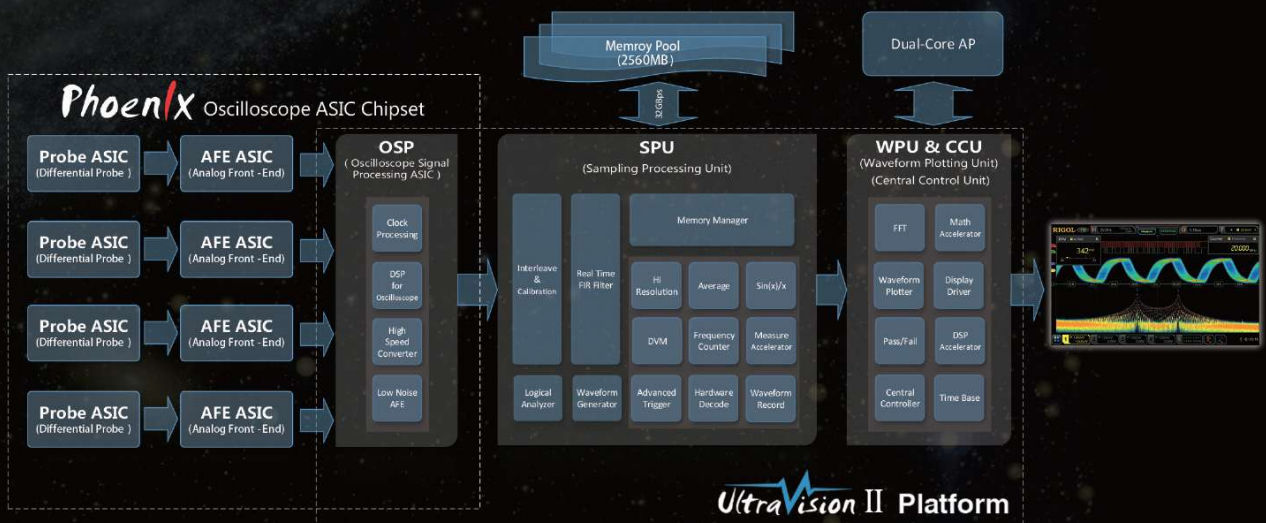 Memroy Pool
(2560MB)
Dual-Core AP
32GBps
Phoenix Oscilloscope ASIC Chipset
Probe ASIC
(Differential Probe )
AFE ASIC
(Analog Front -End)
Probe ASIC
(Differential Probe )
AFE ASIC
(Analog Front -End)
Probe ASIC
(Differential Probe )
AFE ASIC
(Analog Front -End)
Probe ASIC
(Differential Probe )
AFE ASIC
(Analog Front -End)
OSP
( Oscilloscope Signal
Processing ASIC )
Clock
Processing
DSP
for
Oscilloscope
High
Speed
Converter
Low Noise
AFE
SPU
(Sampling Processing Unit)
Interleave
&
Calibration
Real Time
FIR Filter
Memory Manager
Hi
Resolution
Average
Sin(x)/x
DVM
Frequency
Counter
Measure
Accelerator
Logical
Analyzer
Waveform
Generator
Advanced
Trigger
Hardware
Decode
Waveform
Record
WPU & CCU
(Waveform Plotting Unit)
(Central Control Unit)
FFT
Math
Accelerator
Waveform
Plotter
Display
Driver
Pass/Fail
DSP
Accelerator
Central
Controller
Time Base
RIGOL
342
20.000
UltraVision II Platform